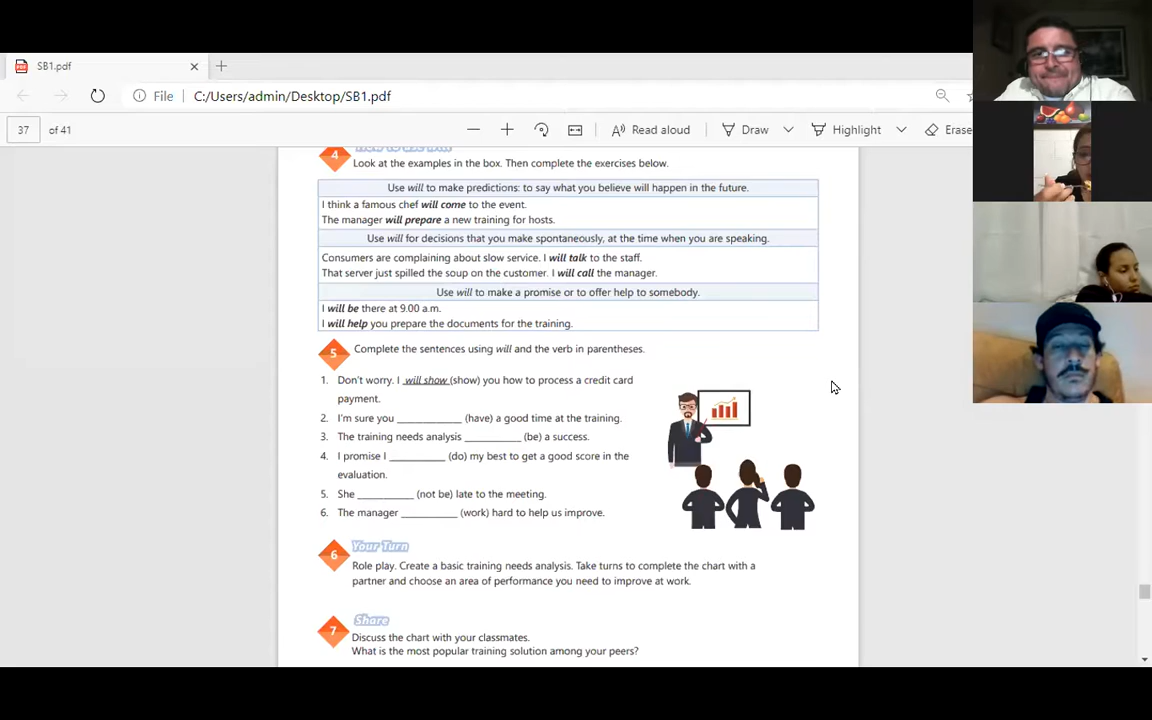 SB1.pdf
File
C:/Users/admin/Desktop/SB1.pdf
37 of 41
Read aloud
Draw
Highlight
Erase
4
Look at the examples in the box. Then complete the exercises below.
Use will to make predictions: to say what you believe will happen in the future.
I think a famous chef will come to the event.
The manager will prepare a new training for hosts.
Use will for decisions that you make spontaneously, at the time when you are speaking.
Consumers are complaining about slow service. I will talk to the staff.
That server just spilled the soup on the customer. I will call the manager.
Use will to make a promise or to offer help to somebody.
I will be there at 9.00 a.m.
I will help you prepare the documents for the training.
5 Complete the sentences using will and the verb in parentheses.
1. Don't worry. I will show (show) you how to process a credit card
payment.
2. I'm sure you ____________ (have) a good time at the training.
3. The training needs analysis __________ (be) a success.
4. I promise I __________ (do) my best to get a good score in the
evaluation.
5. She __________ (not be) late to the meeting.
6. The manager __________ (work) hard to help us improve.
6 Your Turn
Role play. Create a basic training needs analysis. Take turns to complete the chart with a
partner and choose an area of performance you need to improve at work.
7 Share
Discuss the chart with your classmates.
What is the most popular training solution among your peers?